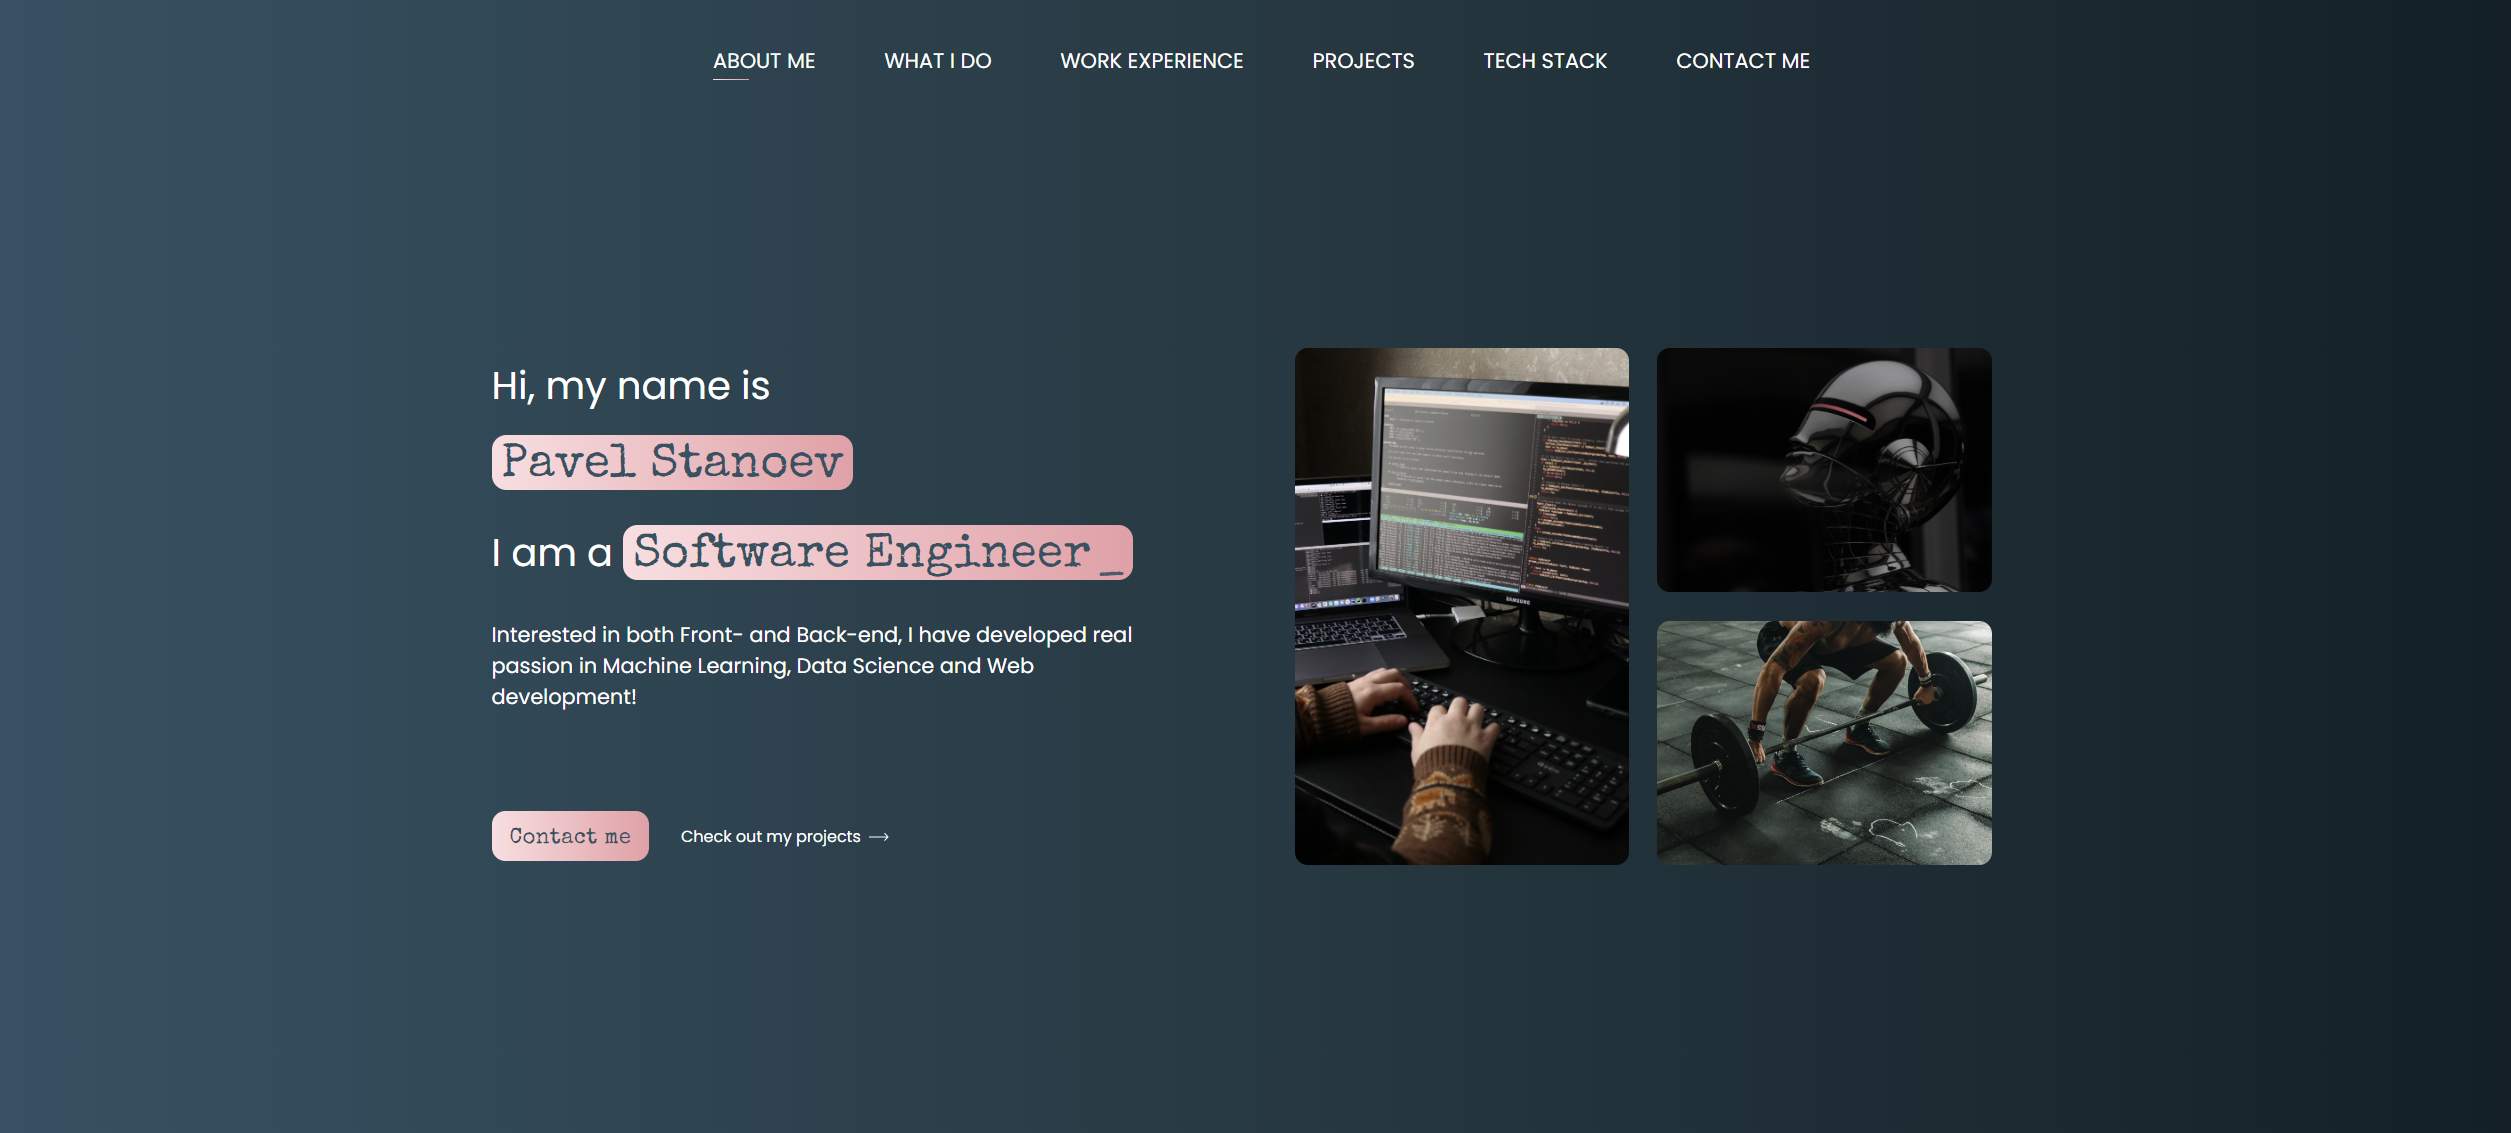 ABOUT ME
WHAT I DO
WORK EXPERIENCE
PROJECTS
TECH STACK
CONTACT ME
Hi, my name is
Pavel Stanoev
I am a Software Engineer _
Interested in both Front- and Back-end, I have developed real
passion in Machine Learning, Data Science and Web
development!
Contact me
Check out my projects →
SAMSUNG